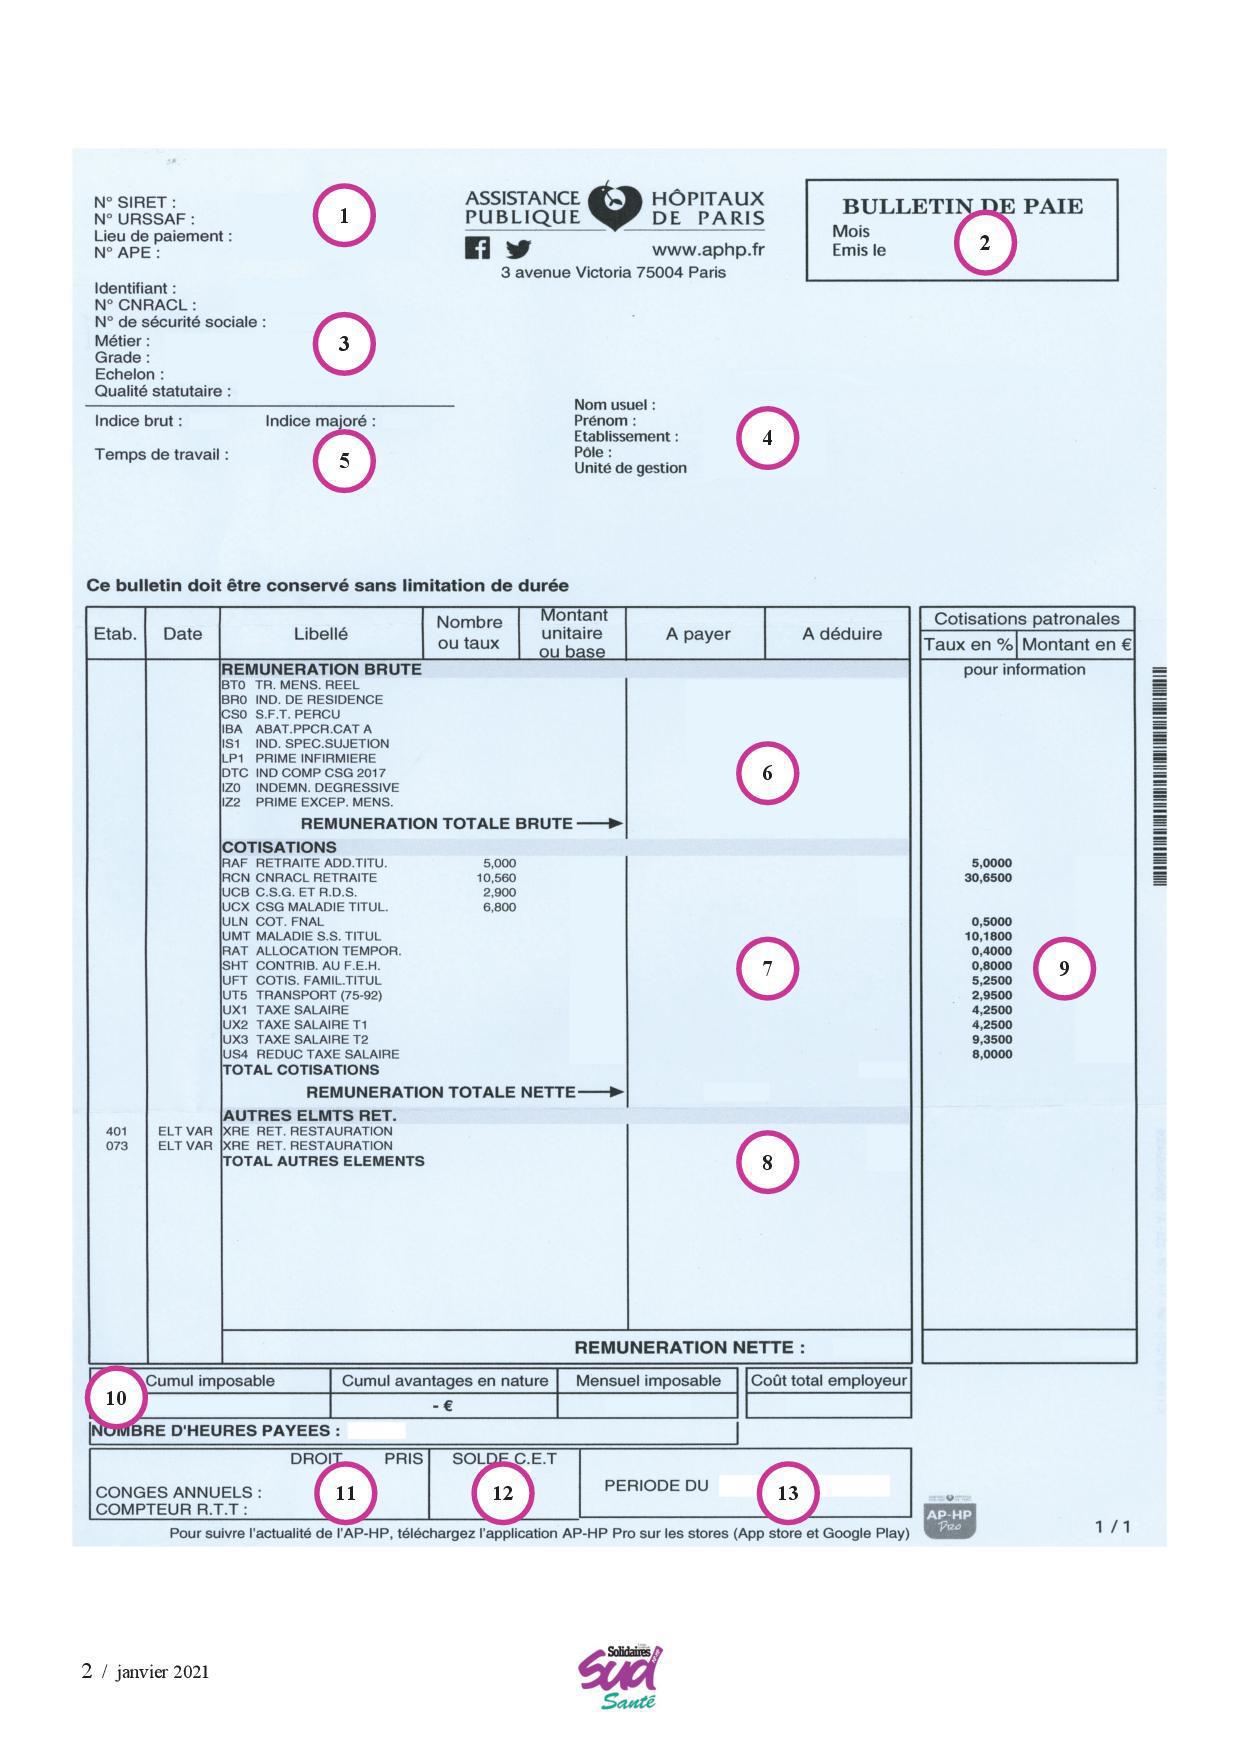 N° SIRET :
N° URSSAF :
Lieu de paiement :
N° APE :
1
ASSISTANCE PUBLIQUE HÔPITAUX DE PARIS
www.aphp.fr
3 avenue Victoria 75004 Paris
BULLETIN DE PAIE
Mois
Emis le
2
Identifiant :
N° CNRACL :
N° de sécurité sociale :
Métier :
Grade :
Echelon :
Qualité statutaire :
3
Indice brut : Indice majoré :
Temps de travail :
5
Nom usuel :
Prénom :
Etablissement :
Pôle :
Unité de gestion
4
Ce bulletin doit être conservé sans limitation de durée
Etab. Date Libellé Nombre ou taux Montant unitaire ou base A payer A déduire Cotisations patronales
Taux en % Montant en €
REMUNERATION BRUTE pour information
BT0 TR. MENS. REEL
BR0 IND. DE RESIDENCE
CS0 S.F.T. PERCU
IBA ABAT.PPCR.CAT A
IS1 IND. SPEC.SUJETION
LP1 PRIME INFIRMIERE
DTC IND COMP CSG 2017
IZ0 INDEMN. DEGRESSIVE
IZ2 PRIME EXCEP. MENS.
6
REMUNERATION TOTALE BRUTE
COTISATIONS
RAF RETRAITE ADD.TITU. 5,000 5,0000
RCN CNRACL RETRAITE 10,560 30,6500
UCB C.S.G. ET R.D.S. 2,900
UCX CSG MALADIE TITUL. 6,800
ULN COT. FNAL 0,5000
UMT MALADIE S.S. TITUL 10,1800
RAT ALLOCATION TEMPOR. 0,4000
SHT CONTRIB. AU F.E.H. 7 0,8000 9
UFT COTIS. FAMIL.TITUL 5,2500
UT5 TRANSPORT (75-92) 2,9500
UX1 TAXE SALAIRE 4,2500
UX2 TAXE SALAIRE T1 4,2500
UX3 TAXE SALAIRE T2 9,3500
US4 REDUC TAXE SALAIRE 8,0000
TOTAL COTISATIONS
REMUNERATION TOTALE NETTE
AUTRES ELMTS RET.
401 ELT VAR XRE RET. RESTAURATION
073 ELT VAR XRE RET. RESTAURATION
TOTAL AUTRES ELEMENTS 8
REMUNERATION NETTE :
10 Cumul imposable Cumul avantages en nature Mensuel imposable Coût total employeur
- €
NOMBRE D'HEURES PAYEES :
DROIT PRIS SOLDE C.E.T
PERIODE DU 13
CONGES ANNUELS : 11 12
COMPTEUR R.T.T :
Pour suivre l'actualité de l'AP-HP, téléchargez l'application AP-HP Pro sur les stores (App store et Google Play)
AP-HP
Pro
1 / 1
2 / janvier 2021
Solidaires
Sud
Santé